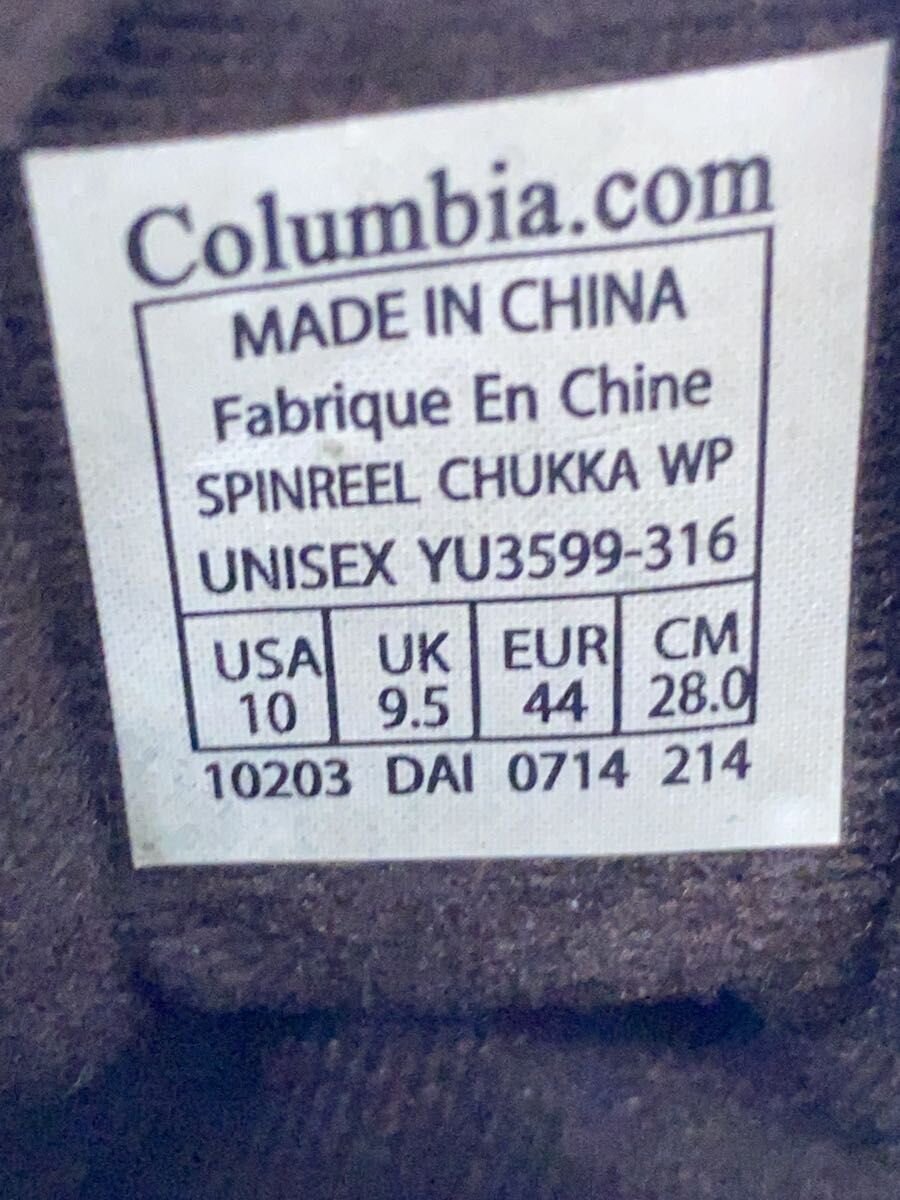 Columbia.com
MADE IN CHINA
Fabrique En Chine
SPINREEL CHUKKA WP
UNISEX YU3599-316
USA UK EUR CM
10 9.5 44 28.0
10203 DAI 0714 214